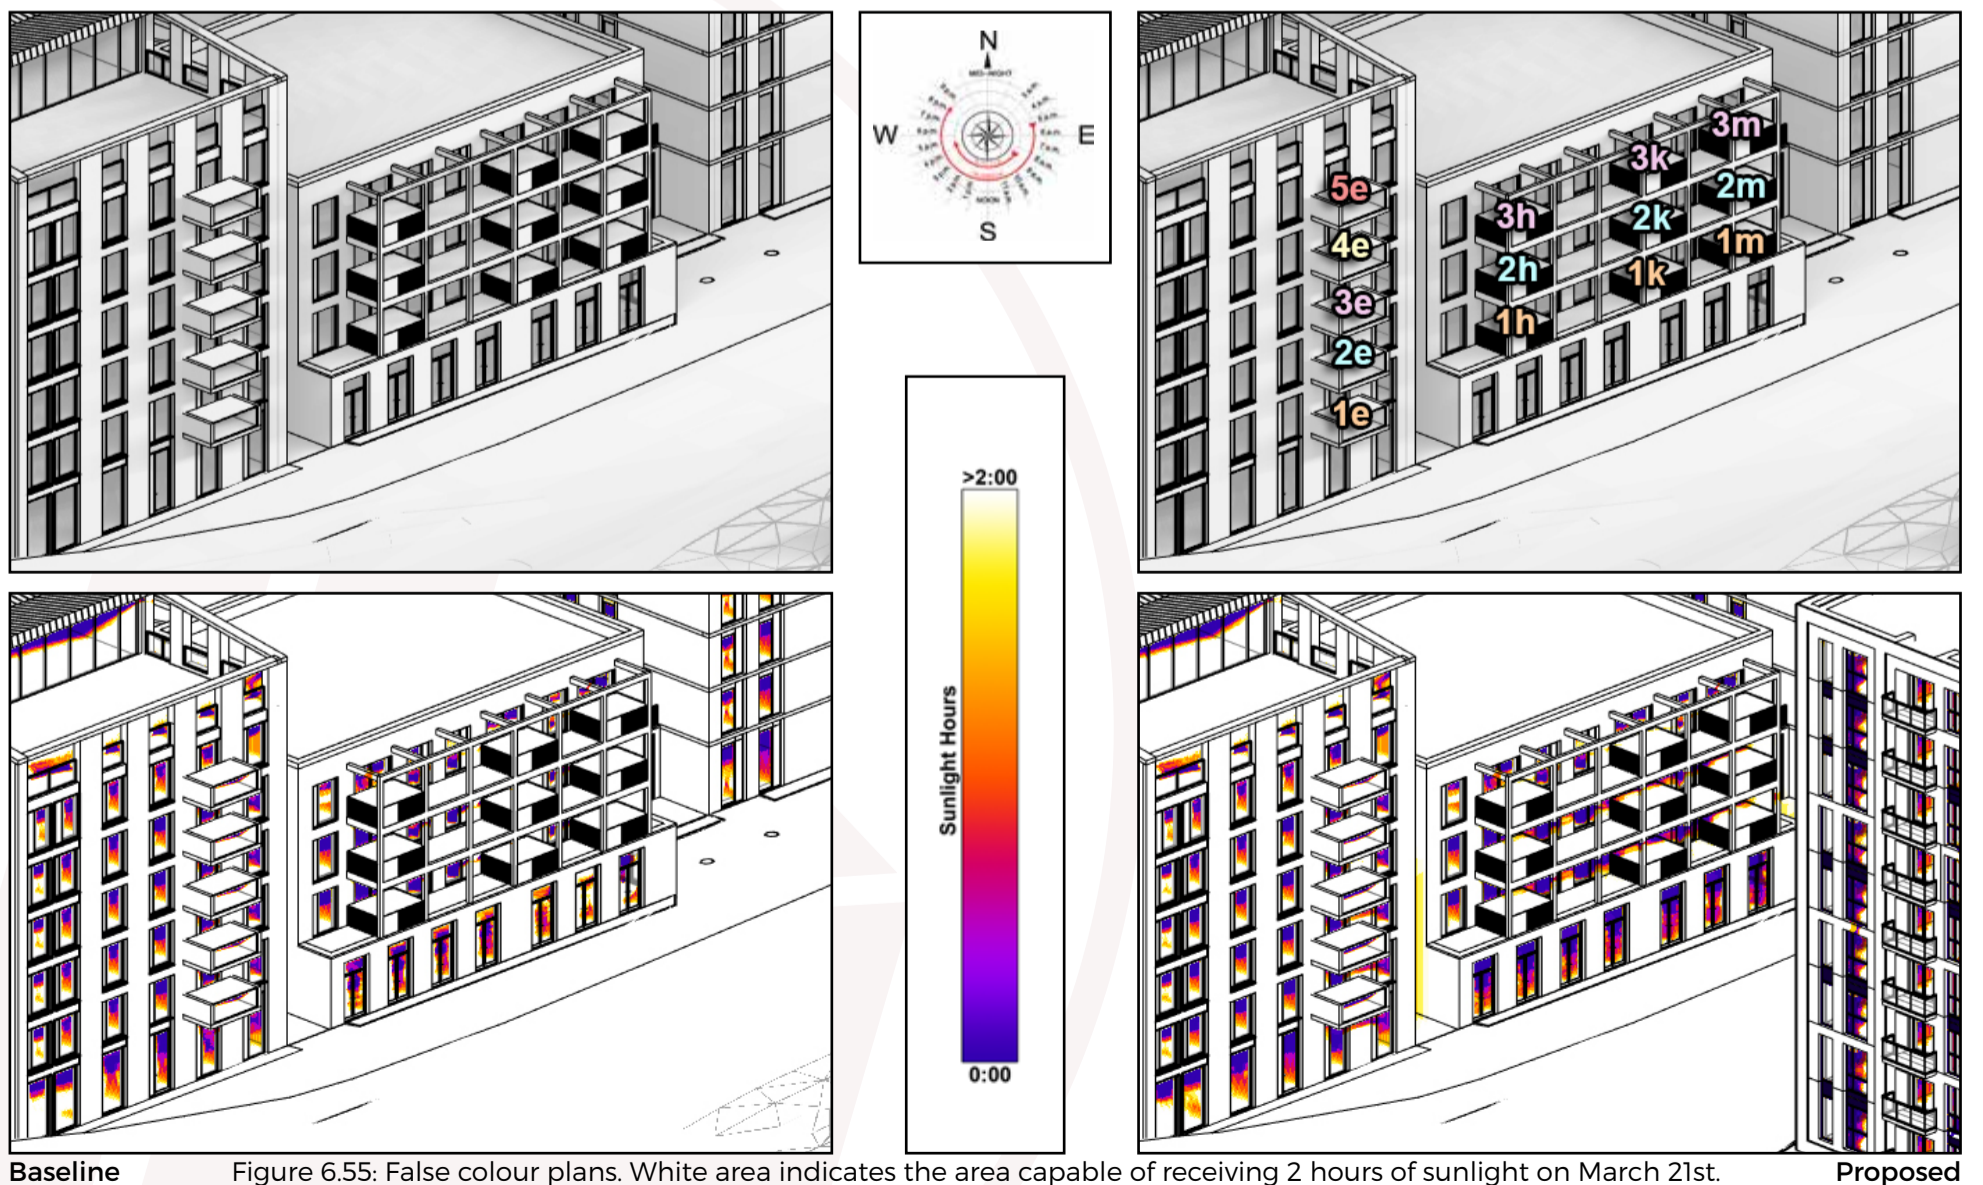 N
MID-NIGHT
W
E
NOON
S
3m
3k
5e
2m
3h
2k
4e
1m
2h
1k
3e
1h
2e
1e
>2:00
Sunlight Hours
0:00
Baseline
Figure 6.55: False colour plans. White area indicates the area capable of receiving 2 hours of sunlight on March 21st.
Proposed